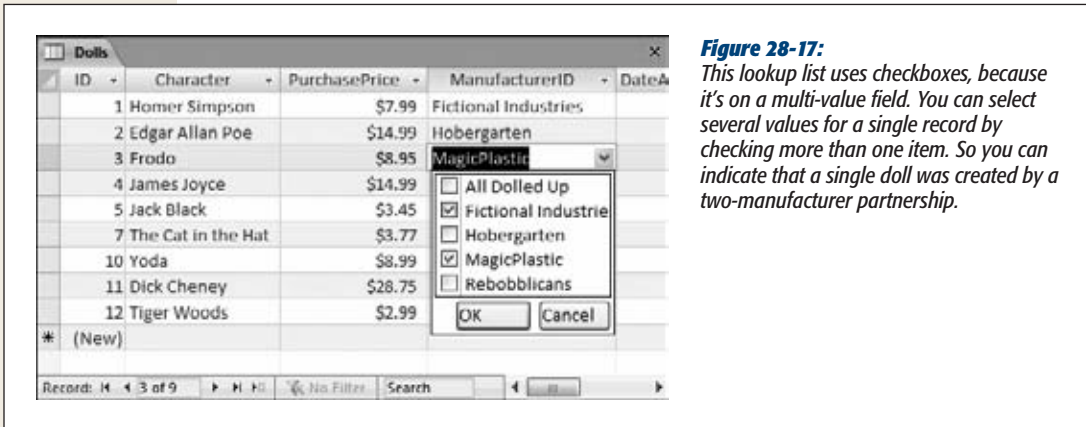 Dolls
ID Character PurchasePrice ManufacturerID DateA
1 Homer Simpson $7.99 Fictional Industries
2 Edgar Allan Poe $14.99 Hobergarten
3 Frodo $8.95 MagicPlastic
4 James Joyce $14.99 All Dolled Up
5 Jack Black $3.45 Fictional Industrie
7 The Cat in the Hat $3.77 Hobergarten
10 Yoda $8.99 MagicPlastic
11 Dick Cheney $28.75 Rebobblicans
12 Tiger Woods $2.99 OK Cancel
(New)
Record: 3 of 9 No Filter Search
Figure 28-17:
This lookup list uses checkboxes, because
it's on a multi-value field. You can select
several values for a single record by
checking more than one item. So you can
indicate that a single doll was created by a
two-manufacturer partnership.